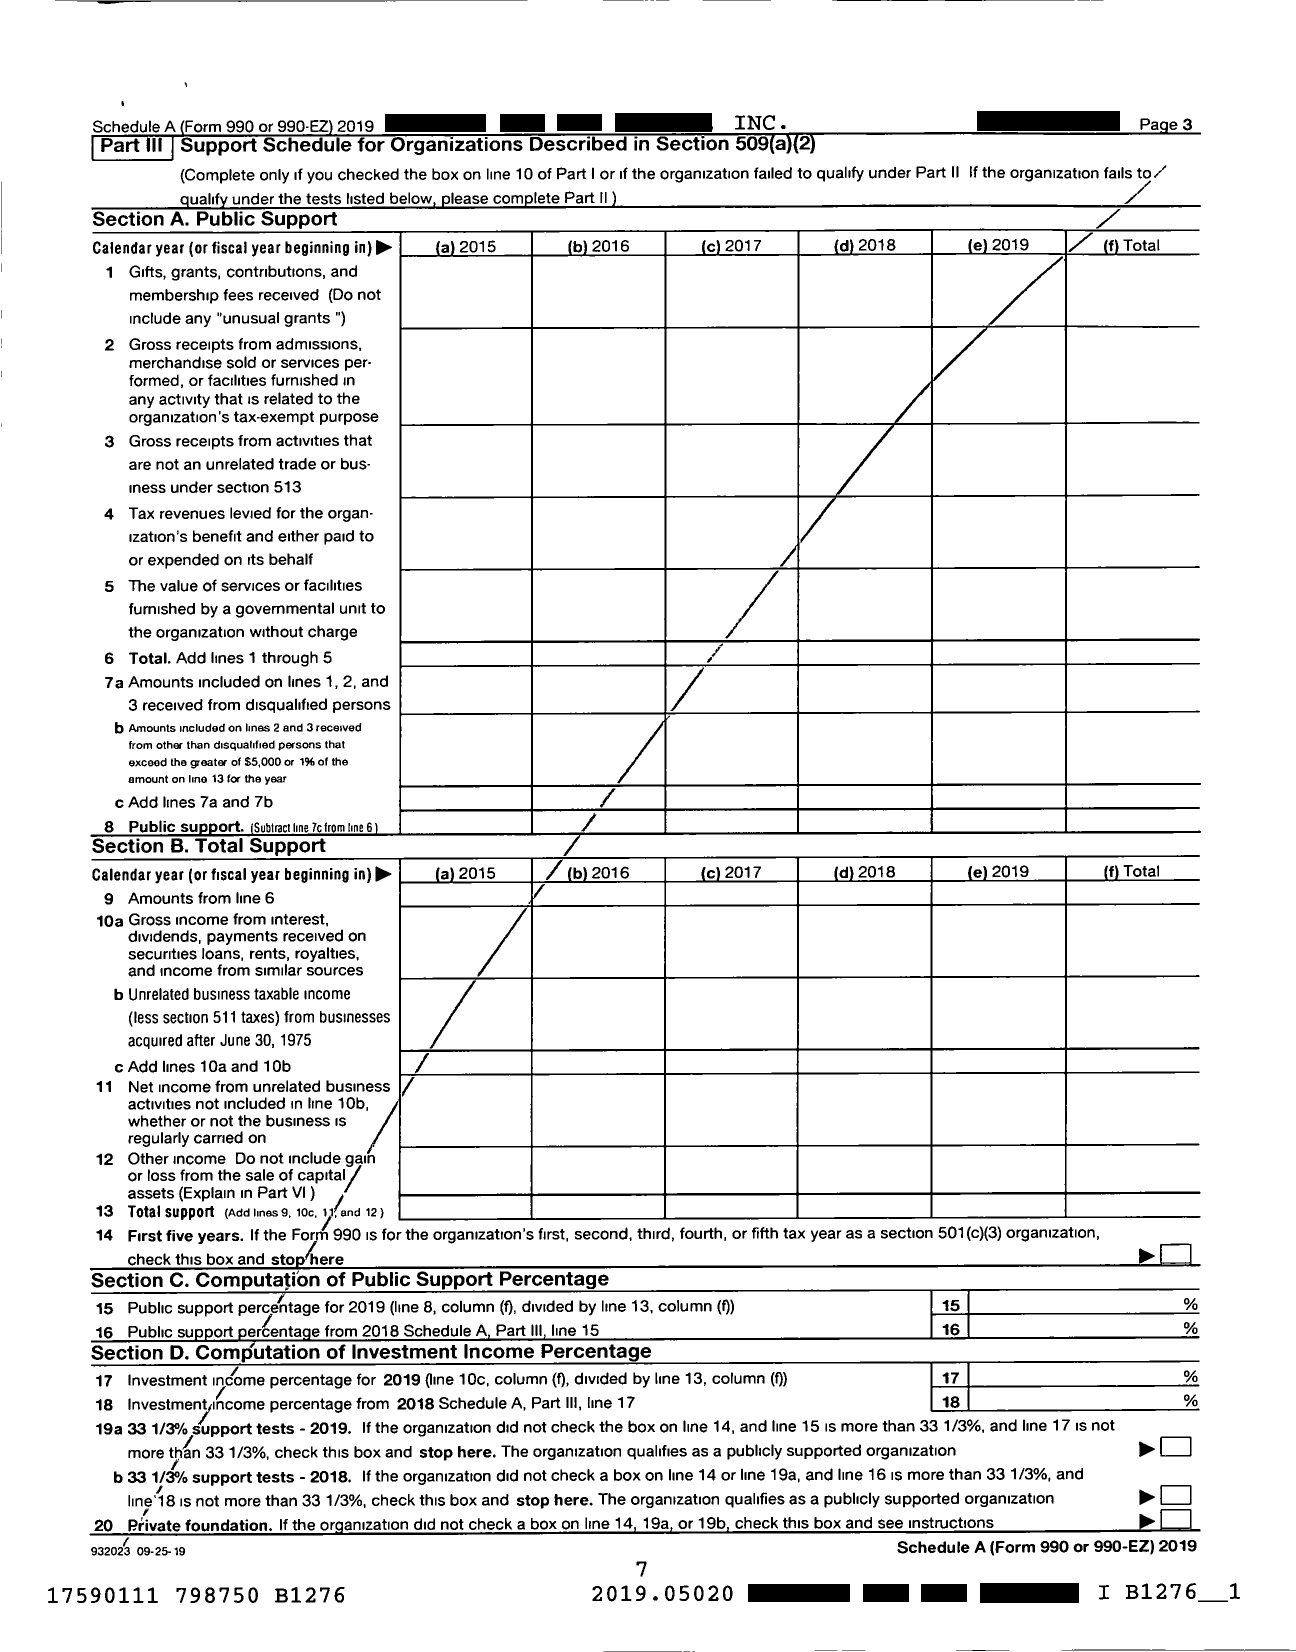 Schedule A (Form 990 or 990-EZ) 2019 INC. Page 3
Part III Support Schedule for Organizations Described in Section 509(a)(2)
(Complete only if you checked the box on line 10 of Part I or if the organization failed to qualify under Part II If the organization fails to
qualify under the tests listed below, please complete Part II )
Section A. Public Support
Calendar year (or fiscal year beginning in) ▶ (a) 2015 (b) 2016 (c) 2017 (d) 2018 (e) 2019 (f) Total
1 Gifts, grants, contributions, and
membership fees received (Do not
include any "unusual grants ")
2 Gross receipts from admissions,
merchandise sold or services per-
formed, or facilities furnished in
any activity that is related to the
organization's tax-exempt purpose
3 Gross receipts from activities that
are not an unrelated trade or bus-
iness under section 513
4 Tax revenues levied for the organ-
ization's benefit and either paid to
or expended on its behalf
5 The value of services or facilities
furnished by a governmental unit to
the organization without charge
6 Total. Add lines 1 through 5
7a Amounts included on lines 1, 2, and
3 received from disqualified persons
b Amounts included on lines 2 and 3 received
from other than disqualified persons that
exceed the greater of $5,000 or 1% of the
amount on line 13 for the year
c Add lines 7a and 7b
8 Public support. (Subtract line 7c from line 6 )
Section B. Total Support
Calendar year (or fiscal year beginning in) ▶ (a) 2015 (b) 2016 (c) 2017 (d) 2018 (e) 2019 (f) Total
9 Amounts from line 6
10a Gross income from interest,
dividends, payments received on
securities loans, rents, royalties,
and income from similar sources
b Unrelated business taxable income
(less section 511 taxes) from businesses
acquired after June 30, 1975
c Add lines 10a and 10b
11 Net income from unrelated business
activities not included in line 10b,
whether or not the business is
regularly carried on
12 Other income Do not include gain
or loss from the sale of capital
assets (Explain in Part VI )
13 Total support (Add lines 9, 10c, 11, and 12 )
14 First five years. If the Form 990 is for the organization's first, second, third, fourth, or fifth tax year as a section 501(c)(3) organization,
check this box and stop here ▶
Section C. Computation of Public Support Percentage
15 Public support percentage for 2019 (line 8, column (f), divided by line 13, column (f)) 15 %
16 Public support percentage from 2018 Schedule A, Part III, line 15 16 %
Section D. Computation of Investment Income Percentage
17 Investment income percentage for 2019 (line 10c, column (f), divided by line 13, column (f)) 17 %
18 Investment income percentage from 2018 Schedule A, Part III, line 17 18 %
19a 33 1/3% support tests - 2019. If the organization did not check the box on line 14, and line 15 is more than 33 1/3%, and line 17 is not
more than 33 1/3%, check this box and stop here. The organization qualifies as a publicly supported organization ▶
b 33 1/3% support tests - 2018. If the organization did not check a box on line 14 or line 19a, and line 16 is more than 33 1/3%, and
line 18 is not more than 33 1/3%, check this box and stop here. The organization qualifies as a publicly supported organization ▶
20 Private foundation. If the organization did not check a box on line 14, 19a, or 19b, check this box and see instructions ▶
932023 09-25-19 Schedule A (Form 990 or 990-EZ) 2019
7
17590111 798750 B1276 2019.05020 I B1276__1